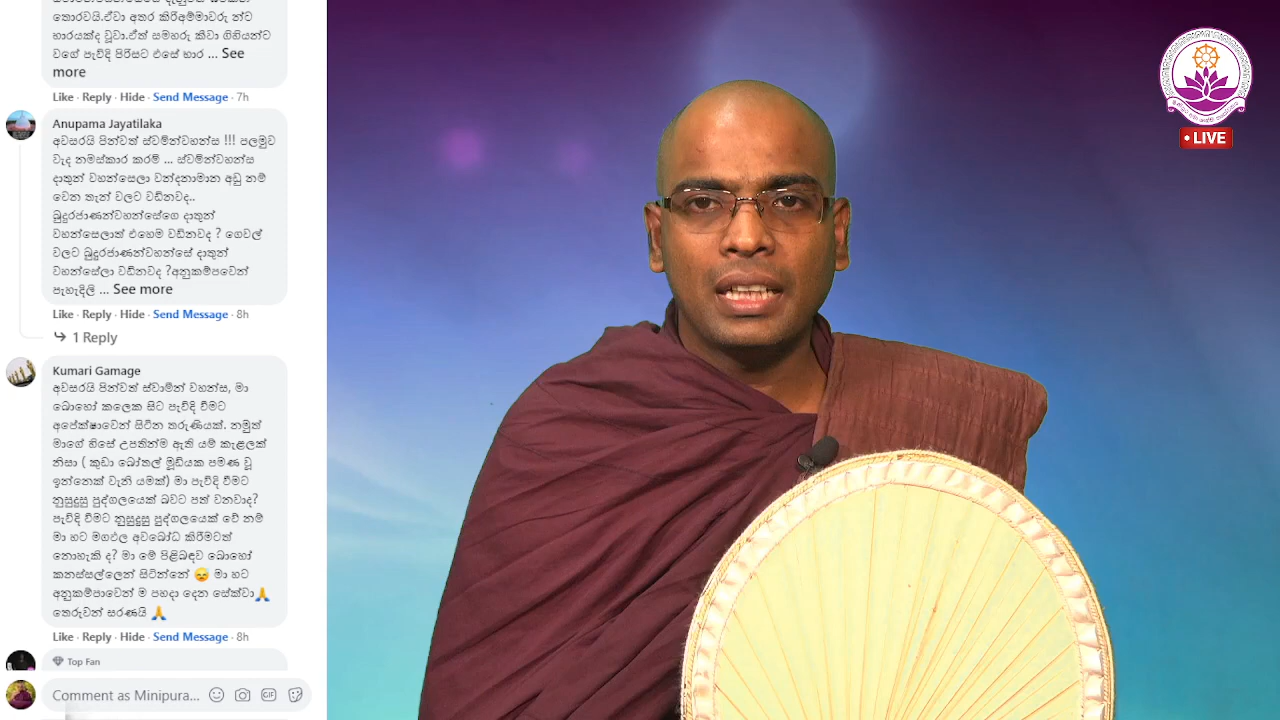 තොරවයි.ඒවා අතර කිරිඅම්මාවරු න්ට
භාරයක්ද වූවා.ඒත් සමහරු කිවා ගිහියන්ට
වගේ පැවිදි පිරිසට එසේ භාර ... See
more
Like · Reply · Hide · Send Message · 7h
Anupama Jayatilaka
අවසරයි පින්වත් ස්වමීන්වහන්ස !!! පලමුව
වැද නමස්කාර කරමි ... ස්වමීන්වහන්ස
දාතූන් වහන්සෙලා වන්දනාමාන අඩු නම්
වෙන තැන් වලට වඩිනවද..
බුදුරජාණන්වහන්සේගෙ දාතූන්
වහන්සෙලාත් එහෙම වඩිනවද ? ගෙවල්
වලට බුදුරජාණන්වහන්සේ දාතූන්
වහන්සේලා වඩිනවද ?අනුකම්පවෙන්
පැහැදිලි ... See more
Like · Reply · Hide · Send Message · 8h
1 Reply
Kumari Gamage
අවසරයි පින්වත් ස්වාමීන් වහන්ස, මා
බොහෝ කලෙක සිට පැවිදි වීමට
අපේක්ෂාවෙන් සිටින තරුණියක්. නමුත්
මාගේ හිසේ උපතින්ම ඇති යම් කැළලක්
නිසා ( කුඩා බෝතල් මූඩියක පමණ වූ
ඉන්නෙක් වැනි යමක්) මා පැවිදි වීමට
නුසුදුසු පුද්ගලයෙක් බවට පත් වනවාද?
පැවිදි වීමට නුසුදුසු පුද්ගලයෙක් වේ නම්
මා හට මගඵල අවබෝධ කිරීමටත්
නොහැකි ද? මා මේ පිළිබඳව බොහෝ
කනස්සල්ලෙන් සිටින්නේ 😪 මා හට
අනුකම්පාවෙන් ම පහදා දෙන සේක්වා🙏
තෙරුවන් සරණයි 🙏
Like · Reply · Hide · Send Message · 8h
Top Fan
Comment as Minipura...
LIVE